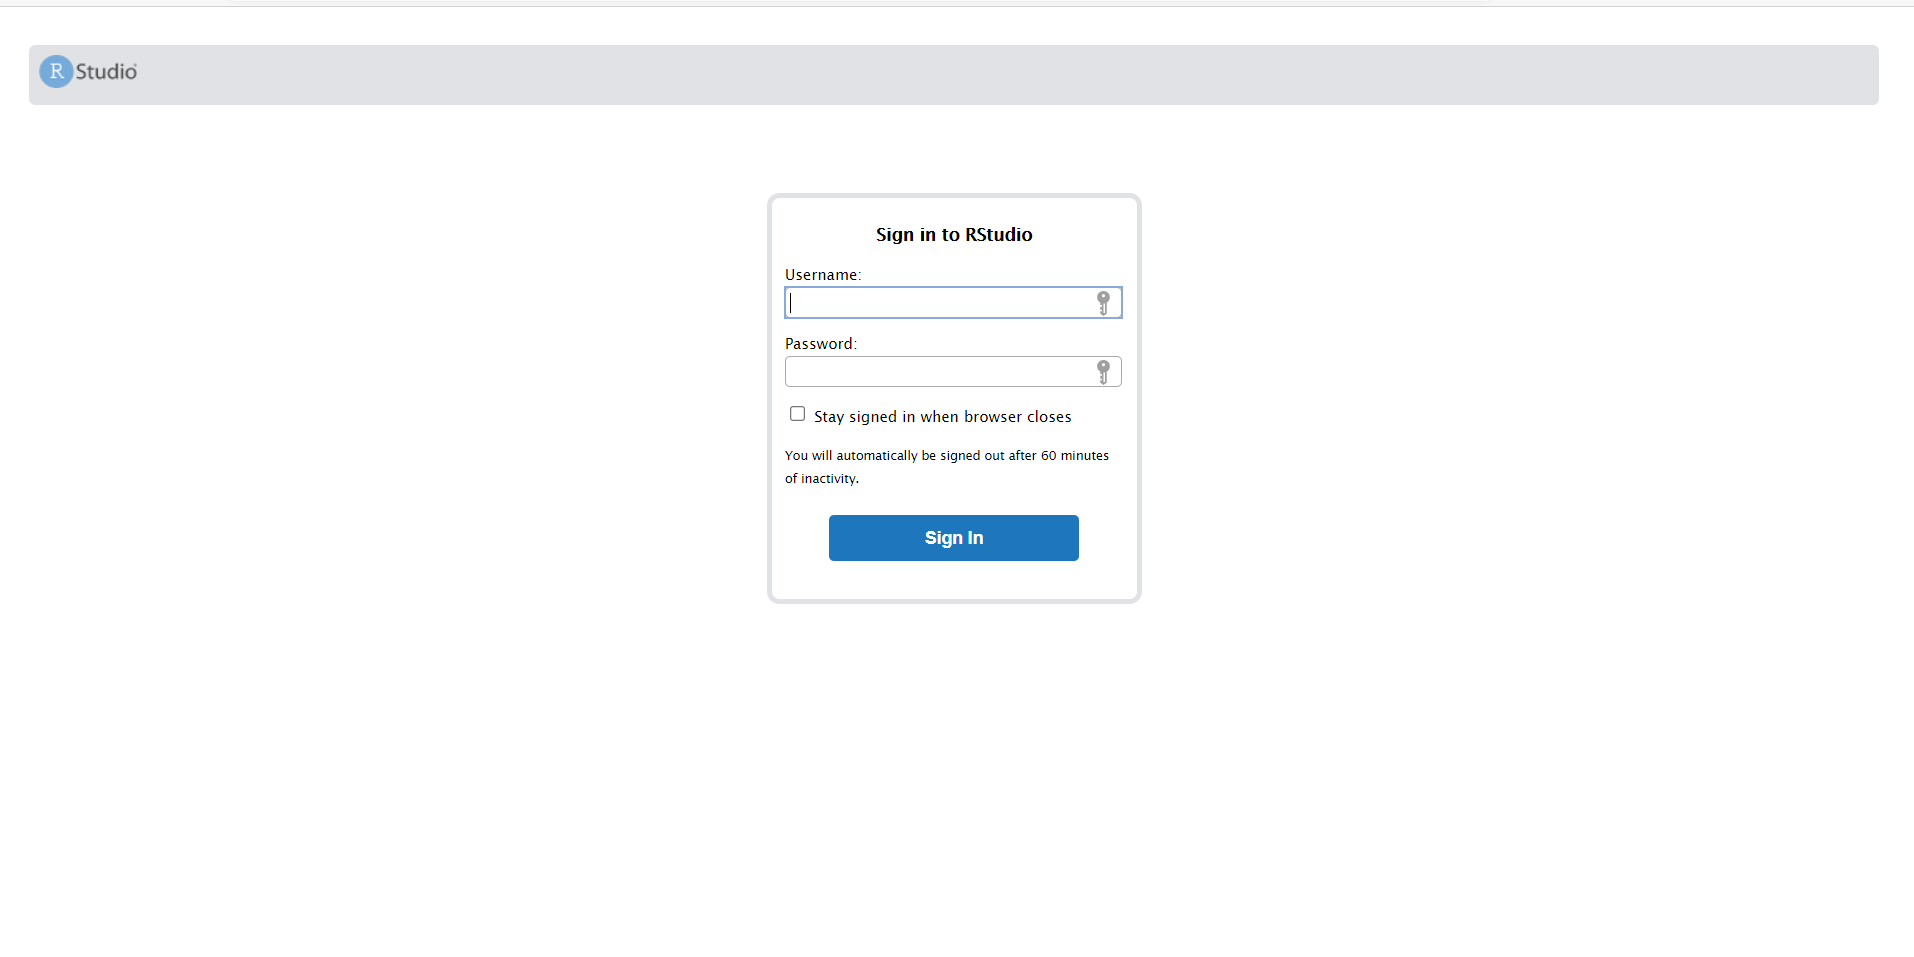 R Studio
Sign in to RStudio
Username:
Password:
Stay signed in when browser closes
You will automatically be signed out after 60 minutes
of inactivity.
Sign In